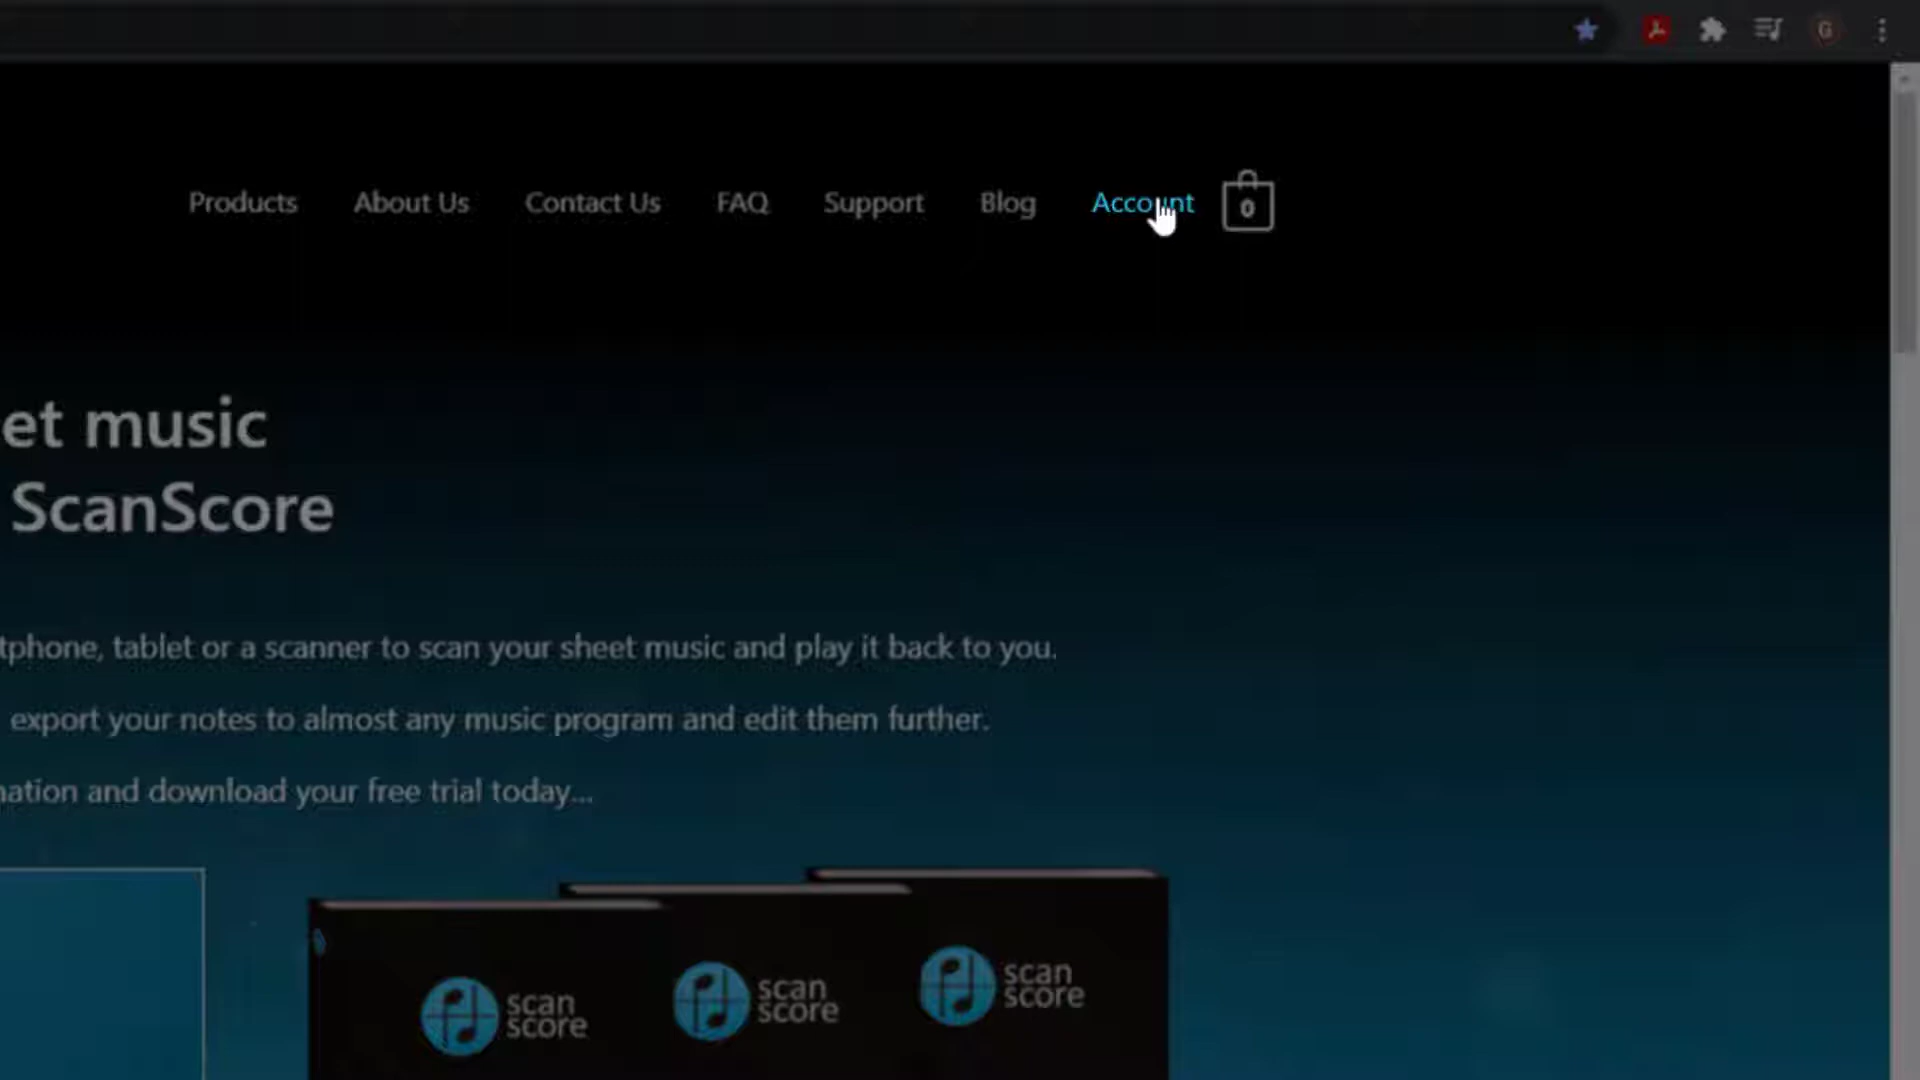 G
Products About Us Contact Us FAQ Support Blog Account 0
et music
ScanScore
tphone, tablet or a scanner to scan your sheet music and play it back to you.
export your notes to almost any music program and edit them further.
nation and download your free trial today...
scan
score
scan
score
scan
score